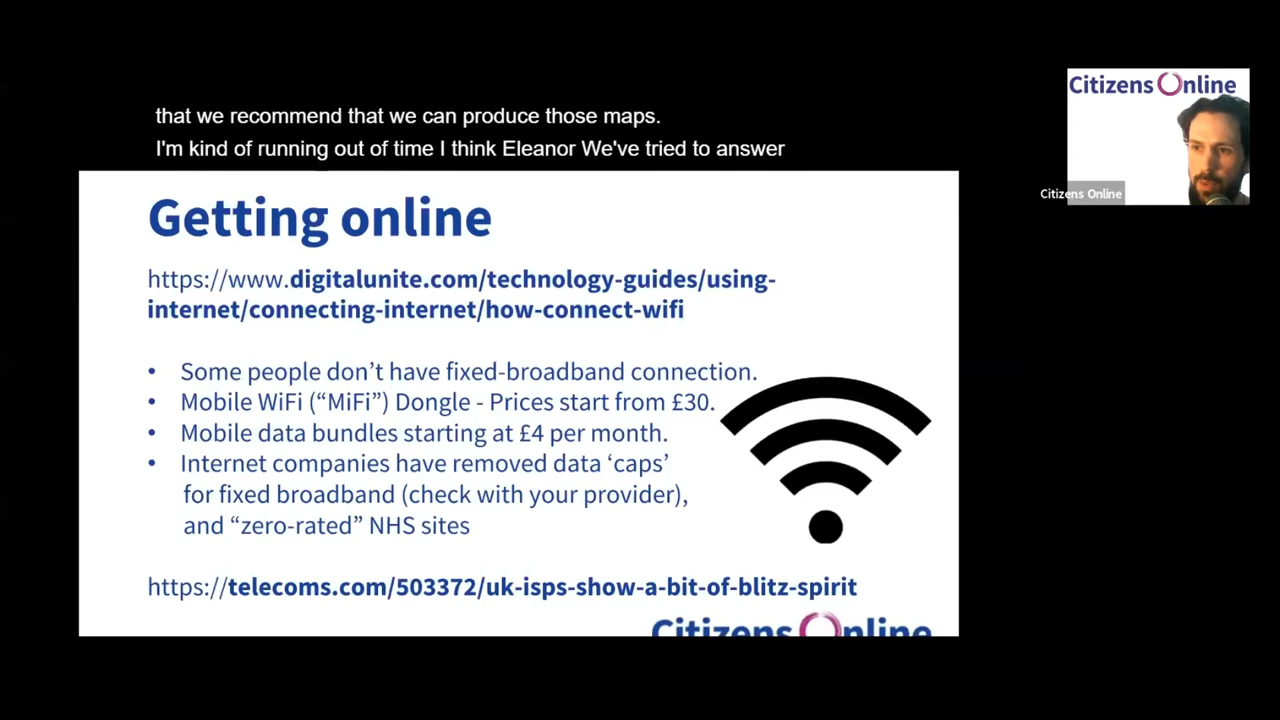 that we recommend that we can produce those maps.
I'm kind of running out of time I think Eleanor We've tried to answer
Citizens Online
Citizens Online
Getting online
https://www.digitalunite.com/technology-guides/using-
internet/connecting-internet/how-connect-wifi
• Some people don’t have fixed-broadband connection.
• Mobile WiFi (“MiFi”) Dongle - Prices start from £30.
• Mobile data bundles starting at £4 per month.
• Internet companies have removed data ‘caps’
for fixed broadband (check with your provider),
and “zero-rated” NHS sites
https://telecoms.com/503372/uk-isps-show-a-bit-of-blitz-spirit
Citizens Online